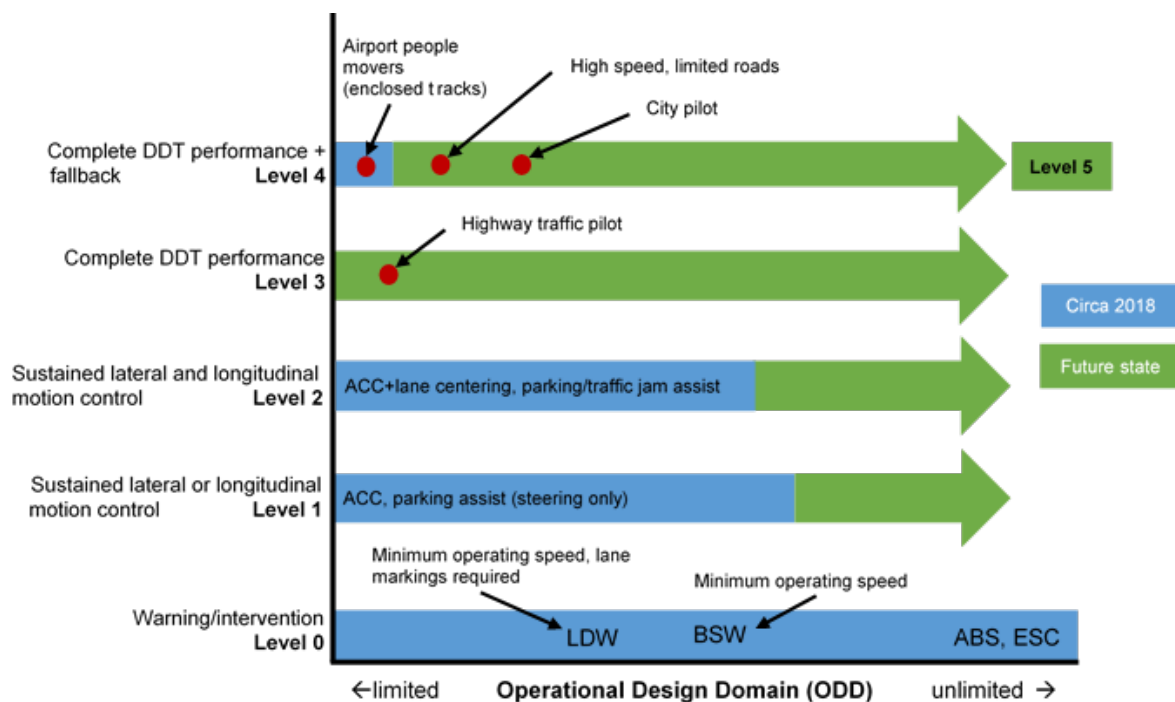 Airport people
movers
(enclosed t racks)
High speed, limited roads
City pilot
Complete DDT performance +
fallback
Level 4
Level 5
Highway traffic pilot
Complete DDT performance
Level 3
Circa 2018
Future state
Sustained lateral and longitudinal
motion control
Level 2
ACC+lane centering, parking/traffic jam assist
Sustained lateral or longitudinal
motion control
Level 1
ACC, parking assist (steering only)
Minimum operating speed, lane
markings required
Minimum operating speed
Warning/intervention
Level 0
LDW
BSW
ABS, ESC
←limited
Operational Design Domain (ODD)
unlimited →